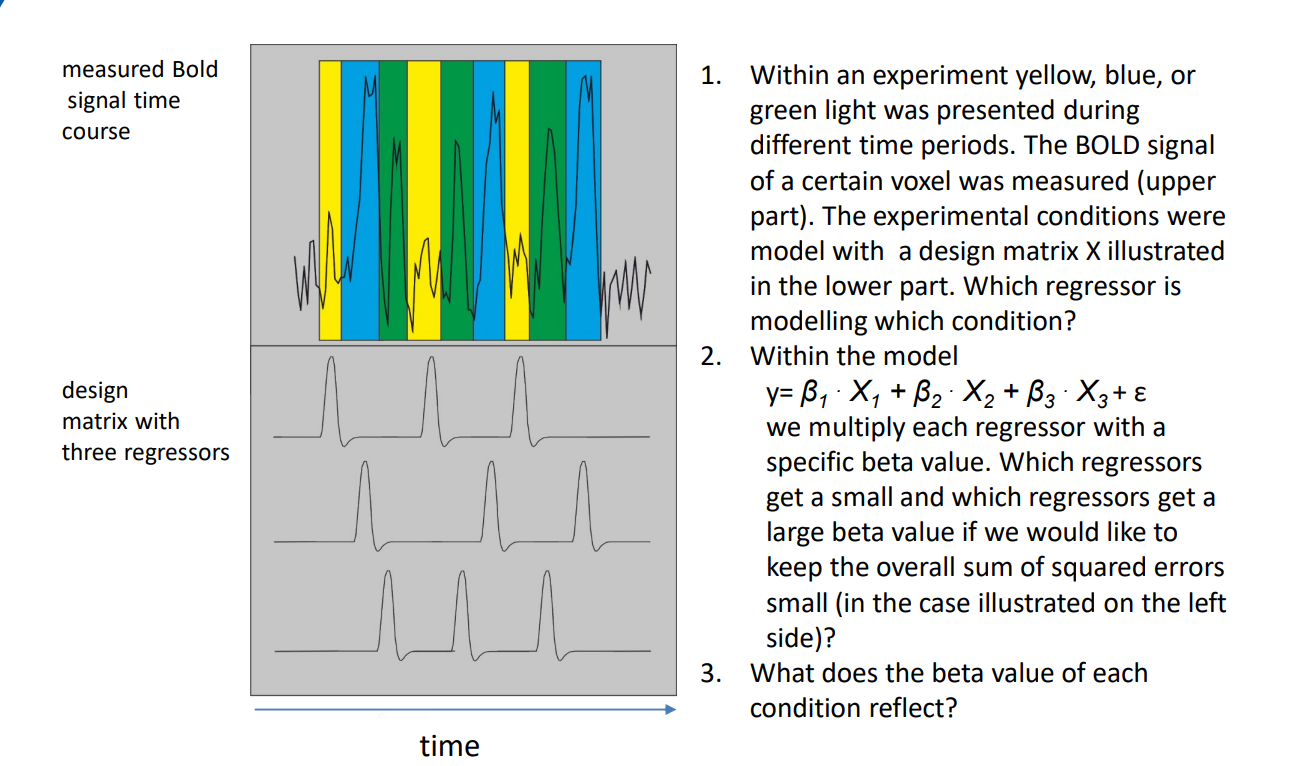 measured Bold
signal time
course
design
matrix with
three regressors
time
1. Within an experiment yellow, blue, or
green light was presented during
different time periods. The BOLD signal
of a certain voxel was measured (upper
part). The experimental conditions were
model with a design matrix X illustrated
in the lower part. Which regressor is
modelling which condition?
2. Within the model
y= β₁ · X₁ + β₂ · X₂ + β₃ · X₃ + ε
we multiply each regressor with a
specific beta value. Which regressors
get a small and which regressors get a
large beta value if we would like to
keep the overall sum of squared errors
small (in the case illustrated on the left
side)?
3. What does the beta value of each
condition reflect?